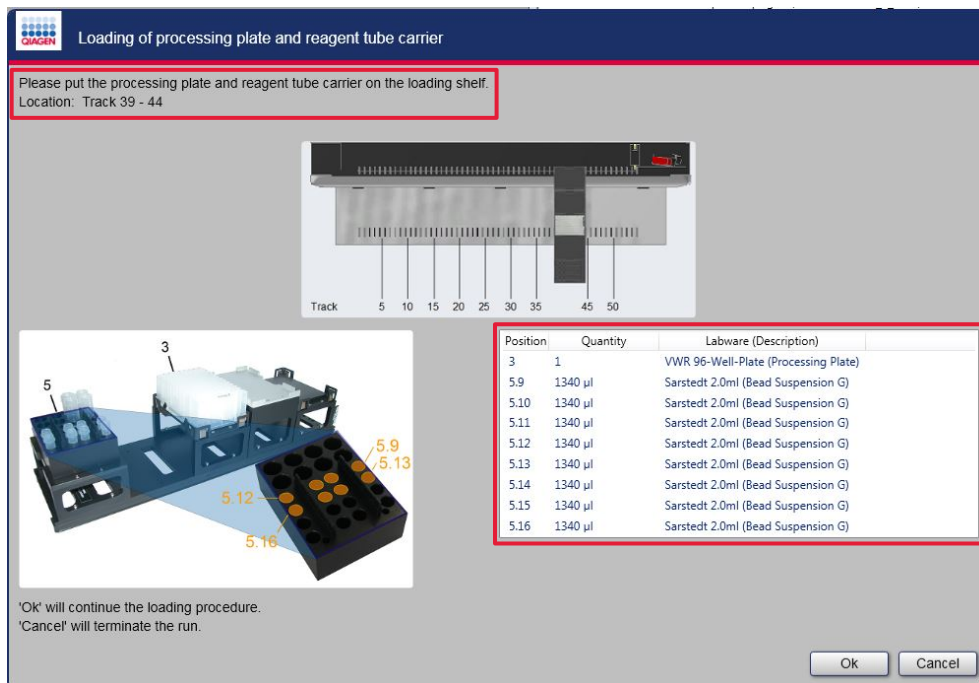 QIAGEN
Loading of processing plate and reagent tube carrier
Please put the processing plate and reagent tube carrier on the loading shelf.
Location: Track 39 - 44
Track 5 10 15 20 25 30 35 45 50
3
5
5.9
5.13
5.12
5.16
Position Quantity Labware (Description)
3 1 VWR 96-Well-Plate (Processing Plate)
5.9 1340 µl Sarstedt 2.0ml (Bead Suspension G)
5.10 1340 µl Sarstedt 2.0ml (Bead Suspension G)
5.11 1340 µl Sarstedt 2.0ml (Bead Suspension G)
5.12 1340 µl Sarstedt 2.0ml (Bead Suspension G)
5.13 1340 µl Sarstedt 2.0ml (Bead Suspension G)
5.14 1340 µl Sarstedt 2.0ml (Bead Suspension G)
5.15 1340 µl Sarstedt 2.0ml (Bead Suspension G)
5.16 1340 µl Sarstedt 2.0ml (Bead Suspension G)
'Ok' will continue the loading procedure.
'Cancel' will terminate the run.
Ok Cancel